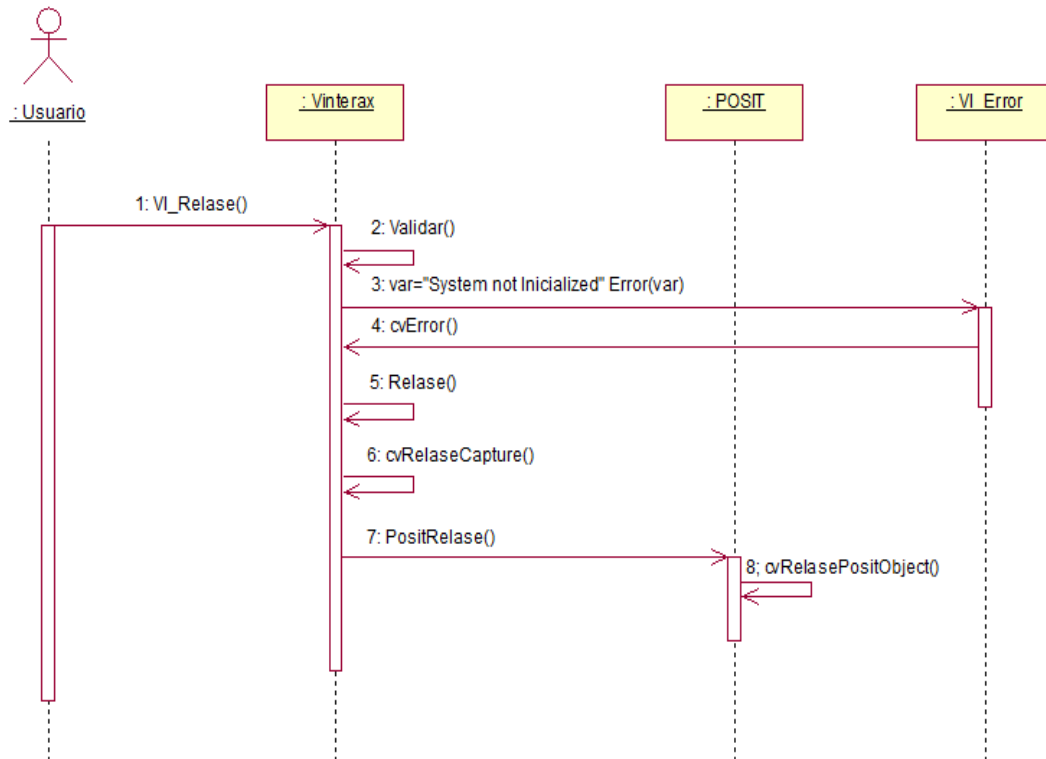 : Usuario
: Vinterax
: POSIT
: VI_Error
1: VI_Relase()
2: Validar()
3: var="System not Inicialized" Error(var)
4: cvError()
5: Relase()
6: cvRelaseCapture()
7: PositRelase()
8; cvRelasePositObject()